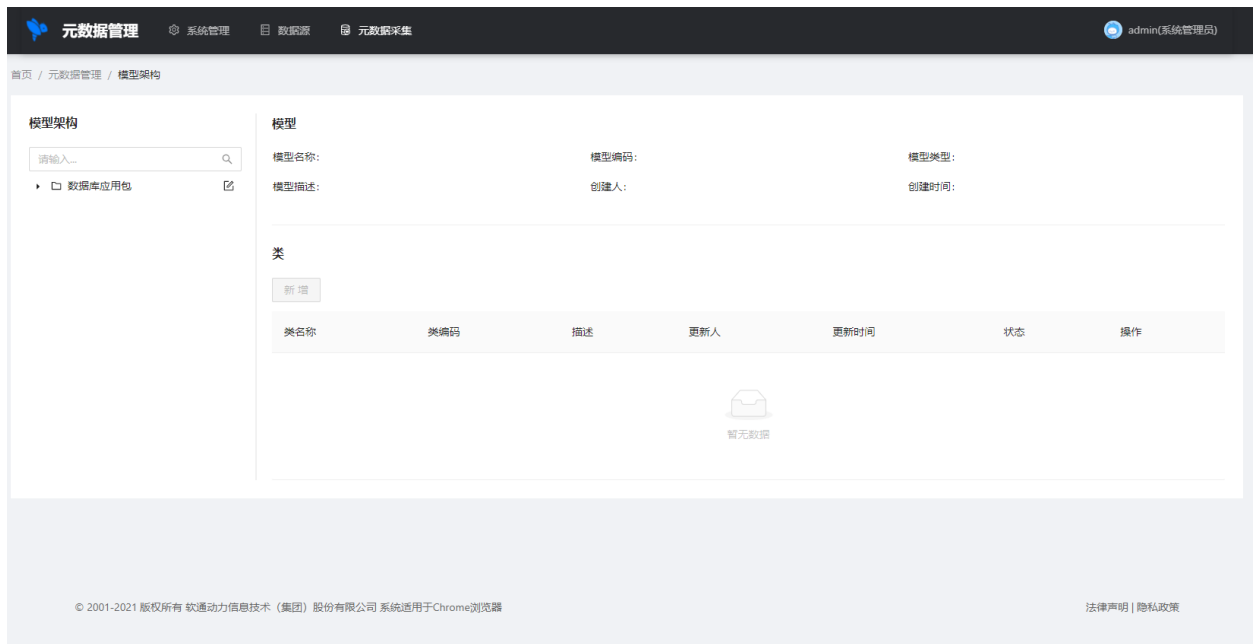 元数据管理 系统管理 数据源 元数据采集 admin(系统管理员)
首页 / 元数据管理 / 模型架构
模型架构
请输入...
数据库应用包
模型
模型名称: 模型编码: 模型类型:
模型描述: 创建人: 创建时间:
类
新 增
类名称 类编码 描述 更新人 更新时间 状态 操作
暂无数据
© 2001-2021 版权所有 软通动力信息技术（集团）股份有限公司 系统适用于Chrome浏览器 法律声明 | 隐私政策